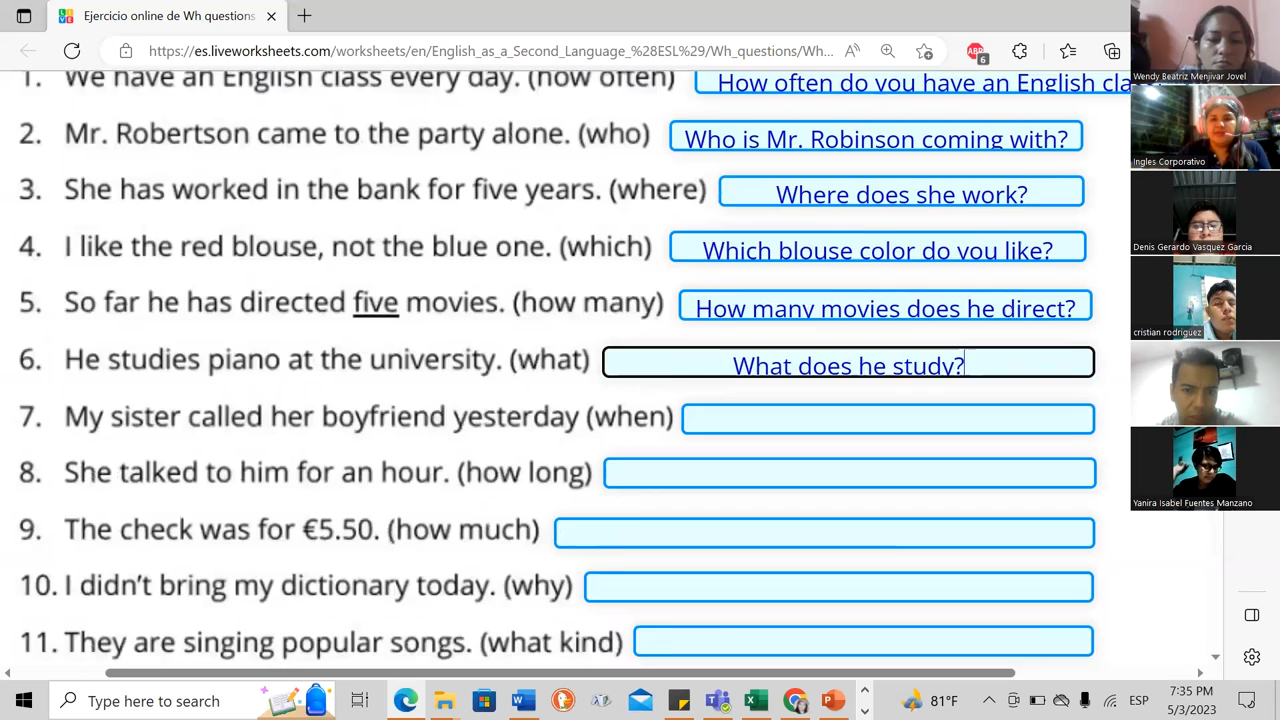 Ejercicio online de Wh questions
https://es.liveworksheets.com/worksheets/en/English_as_a_Second_Language_%28ESL%29/Wh_questions/Wh...
6
1. We have an English class every day. (how often) How often do you have an English cla
2. Mr. Robertson came to the party alone. (who) Who is Mr. Robinson coming with?
3. She has worked in the bank for five years. (where) Where does she work?
4. I like the red blouse, not the blue one. (which) Which blouse color do you like?
5. So far he has directed five movies. (how many) How many movies does he direct?
6. He studies piano at the university. (what) What does he study?
7. My sister called her boyfriend yesterday (when)
8. She talked to him for an hour. (how long)
9. The check was for €5.50. (how much)
10. I didn't bring my dictionary today. (why)
11. They are singing popular songs. (what kind)
Wendy Beatriz Menjivar Jovel
Ingles Corporativo
Denis Gerardo Vasquez Garcia
cristian rodriguez
Yanira Isabel Fuentes Manzano
Type here to search
81°F
ESP
7:35 PM
5/3/2023